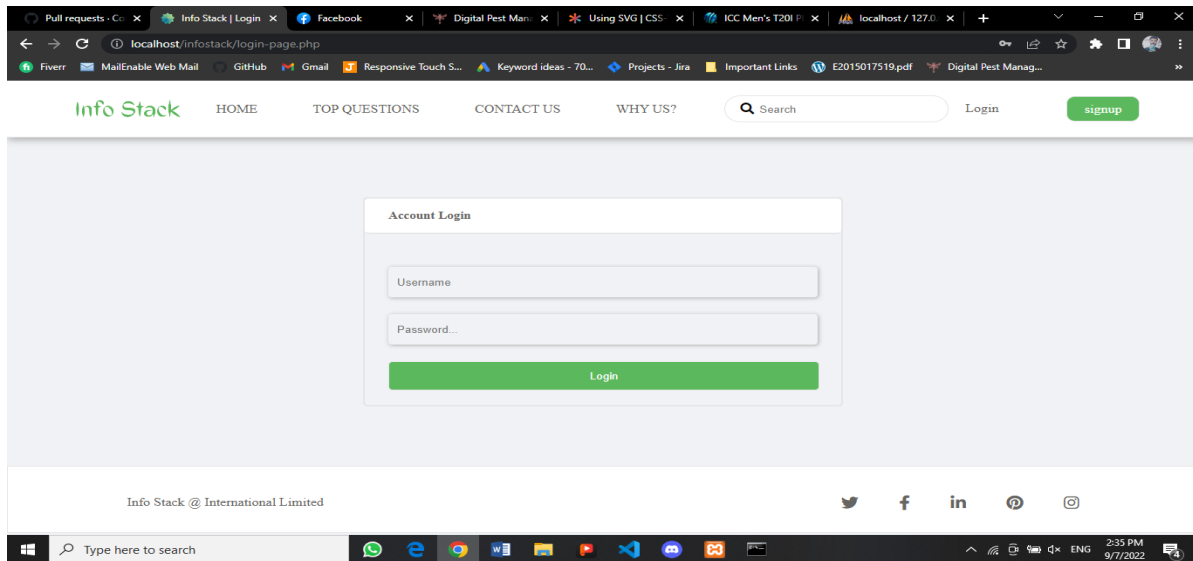 Pull requests · Co
Info Stack | Login
Facebook
Digital Pest Mana
Using SVG | CSS-
ICC Men's T20I P
localhost / 127.0.
localhost/infostack/login-page.php
Fiverr
MailEnable Web Mail
GitHub
Gmail
Responsive Touch S...
Keyword ideas - 70...
Projects - Jira
Important Links
E2015017519.pdf
Digital Pest Manag...
»
Info Stack
HOME
TOP QUESTIONS
CONTACT US
WHY US?
Search
Login
signup
Account Login
Username
Password...
Login
Info Stack @ International Limited
Type here to search
ENG
2:35 PM
9/7/2022
4